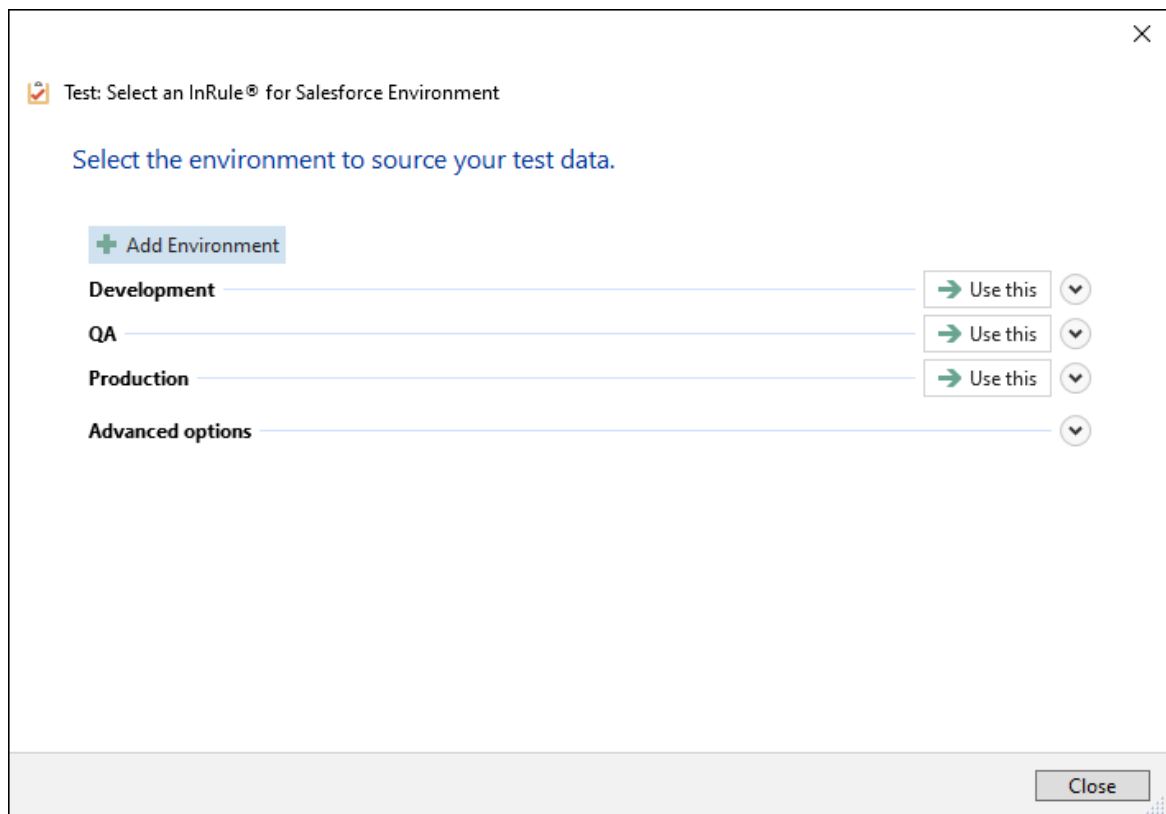 Test: Select an InRule® for Salesforce Environment
Select the environment to source your test data.
Add Environment
Development Use this
QA Use this
Production Use this
Advanced options
Close